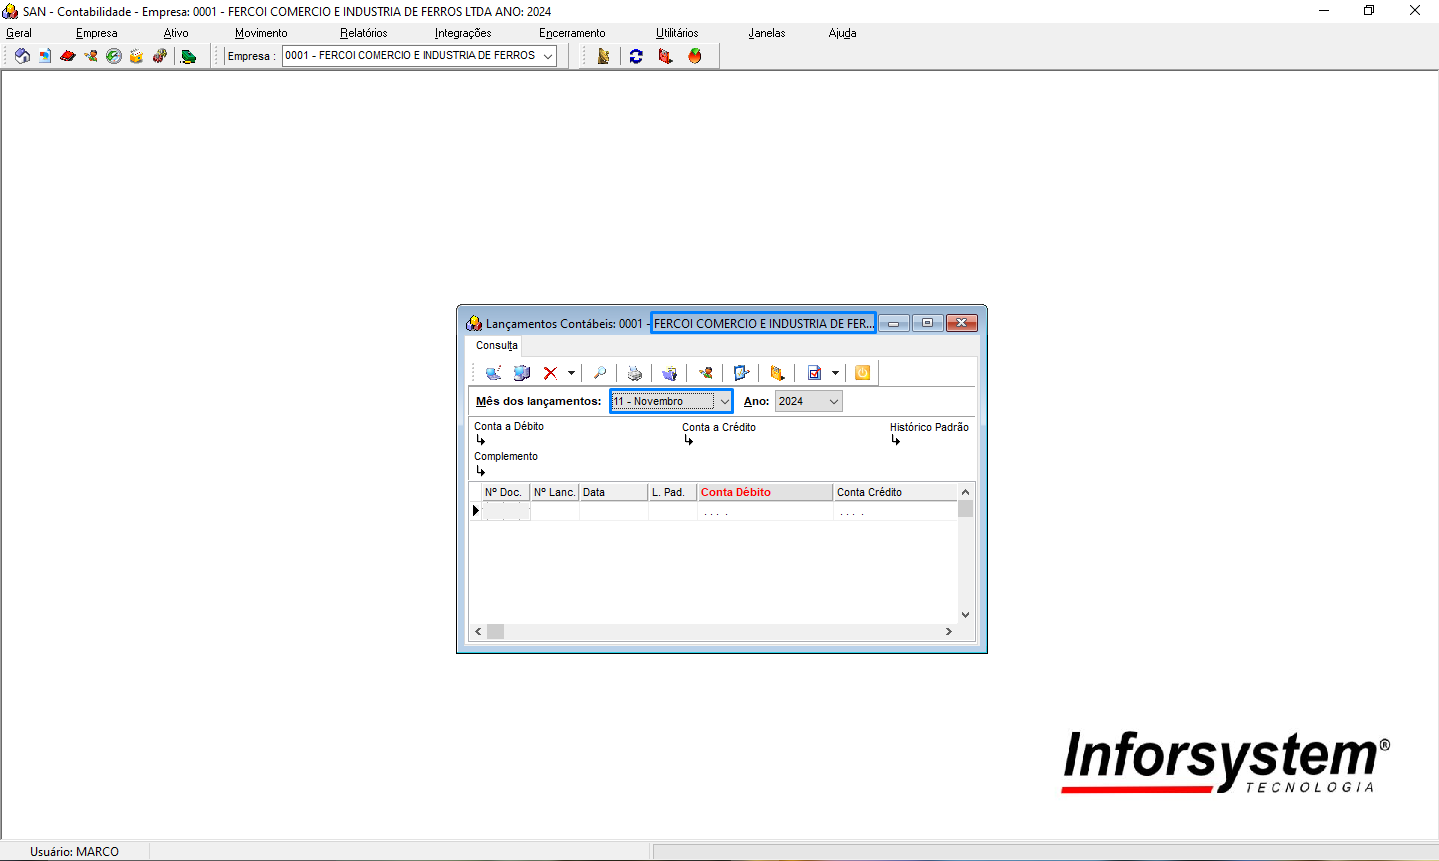 SAN - Contabilidade - Empresa: 0001 - FERCOI COMERCIO E INDUSTRIA DE FERROS LTDA ANO: 2024
Geral Empresa Ativo Movimento Relatórios Integrações Encerramento Utilitários Janelas Ajuda
Empresa : 0001 - FERCOI COMERCIO E INDUSTRIA DE FERROS
Lançamentos Contábeis: 0001 - FERCOI COMERCIO E INDUSTRIA DE FER...
Consulta
Mês dos lançamentos: 11 - Novembro Ano: 2024
Conta a Débito Conta a Crédito Histórico Padrão
Complemento
Nº Doc. Nº Lanc. Data L. Pad. Conta Débito Conta Crédito
. . . . . . . .
Inforsystem®
TECNOLOGIA
Usuário: MARCO